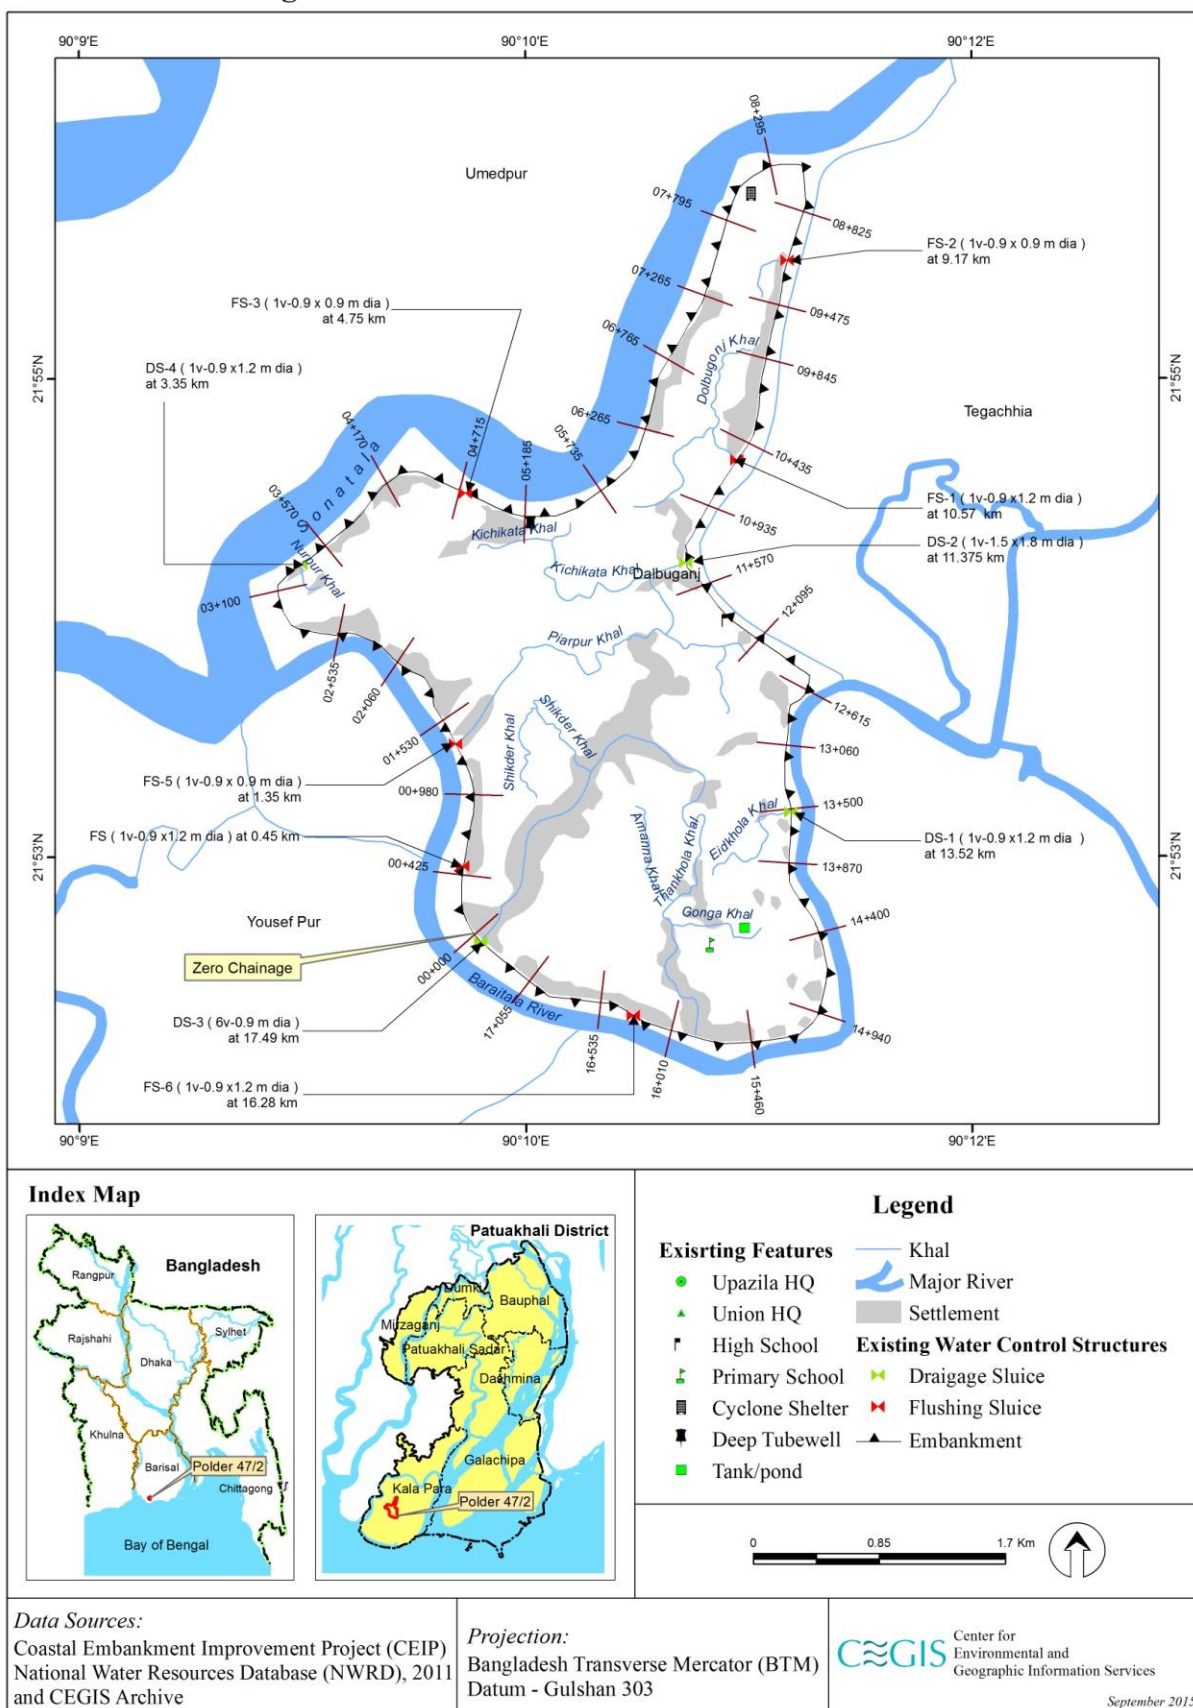 90°9'E
90°10'E
90°12'E
08+295
Umedpur
07+795
08+825
FS-2 ( 1v-0.9 x 0.9 m dia )
at 9.17 km
07+265
FS-3 ( 1v-0.9 x 0.9 m dia )
at 4.75 km
09+475
06+765
Dolbugonj Khal
09+845
DS-4 ( 1v-0.9 x1.2 m dia )
at 3.35 km
21°55'N
21°55'N
Tegachhia
06+265
04+170
04+715
05+185
05+735
10+435
Sonatala
03+570
FS-1 ( 1v-0.9 x1.2 m dia )
at 10.57 km
10+935
Kichikata Khal
DS-2 ( 1v-1.5 x1.8 m dia )
at 11.375 km
Nurpur Khal
Kichikata Khal
Dalbuganj
11+570
03+100
12+095
Piarpur Khal
02+535
02+060
12+615
Shikder Khal
Shikder Khal
01+530
13+060
FS-5 ( 1v-0.9 x 0.9 m dia )
at 1.35 km
00+980
13+500
Eidkhola Khal
FS ( 1v-0.9 x1.2 m dia ) at 0.45 km
Amanna Khal
Thankhola Khal
DS-1 ( 1v-0.9 x1.2 m dia )
at 13.52 km
21°53'N
21°53'N
00+425
13+870
Yousef Pur
Gonga Khal
14+400
Zero Chainage
00+000
Baraitala River
DS-3 ( 6v-0.9 m dia )
at 17.49 km
17+055
16+535
16+010
15+460
14+940
FS-6 ( 1v-0.9 x1.2 m dia )
at 16.28 km
90°9'E
90°10'E
90°12'E
Index Map
Bangladesh
Rangpur
Rajshahi
Sylhet
Dhaka
Khulna
Barisal
Polder 47/2
Chittagong
Bay of Bengal
Patuakhali District
Dumki
Bauphal
Mirzaganj
Patuakhali Sadar
Dashmina
Galachipa
Kala Para
Polder 47/2
Legend
Exisrting Features
Upazila HQ
Union HQ
High School
Primary School
Cyclone Shelter
Deep Tubewell
Tank/pond
Khal
Major River
Settlement
Existing Water Control Structures
Draigage Sluice
Flushing Sluice
Embankment
0 0.85 1.7 Km
Data Sources:
Coastal Embankment Improvement Project (CEIP)
National Water Resources Database (NWRD), 2011
and CEGIS Archive
Projection:
Bangladesh Transverse Mercator (BTM)
Datum - Gulshan 303
CEGIS
Center for
Environmental and
Geographic Information Services
September 2015